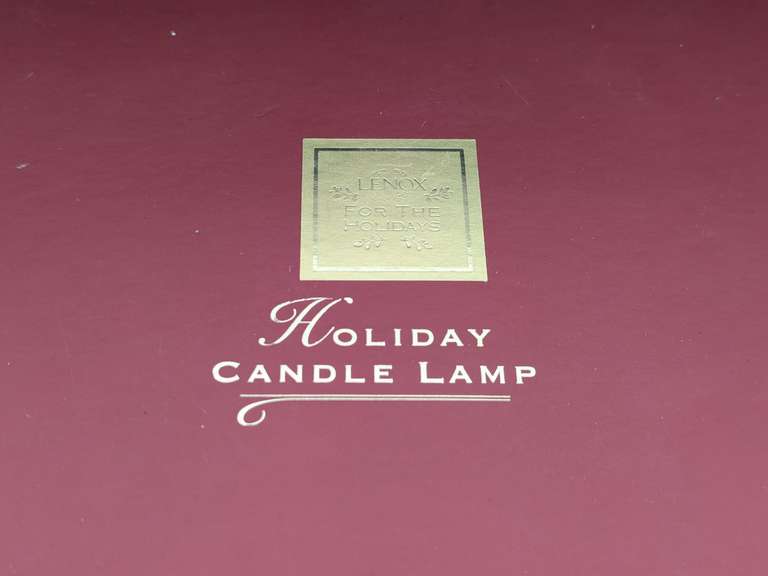 LENOX
FOR THE
HOLIDAYS
HOLIDAY
CANDLE LAMP